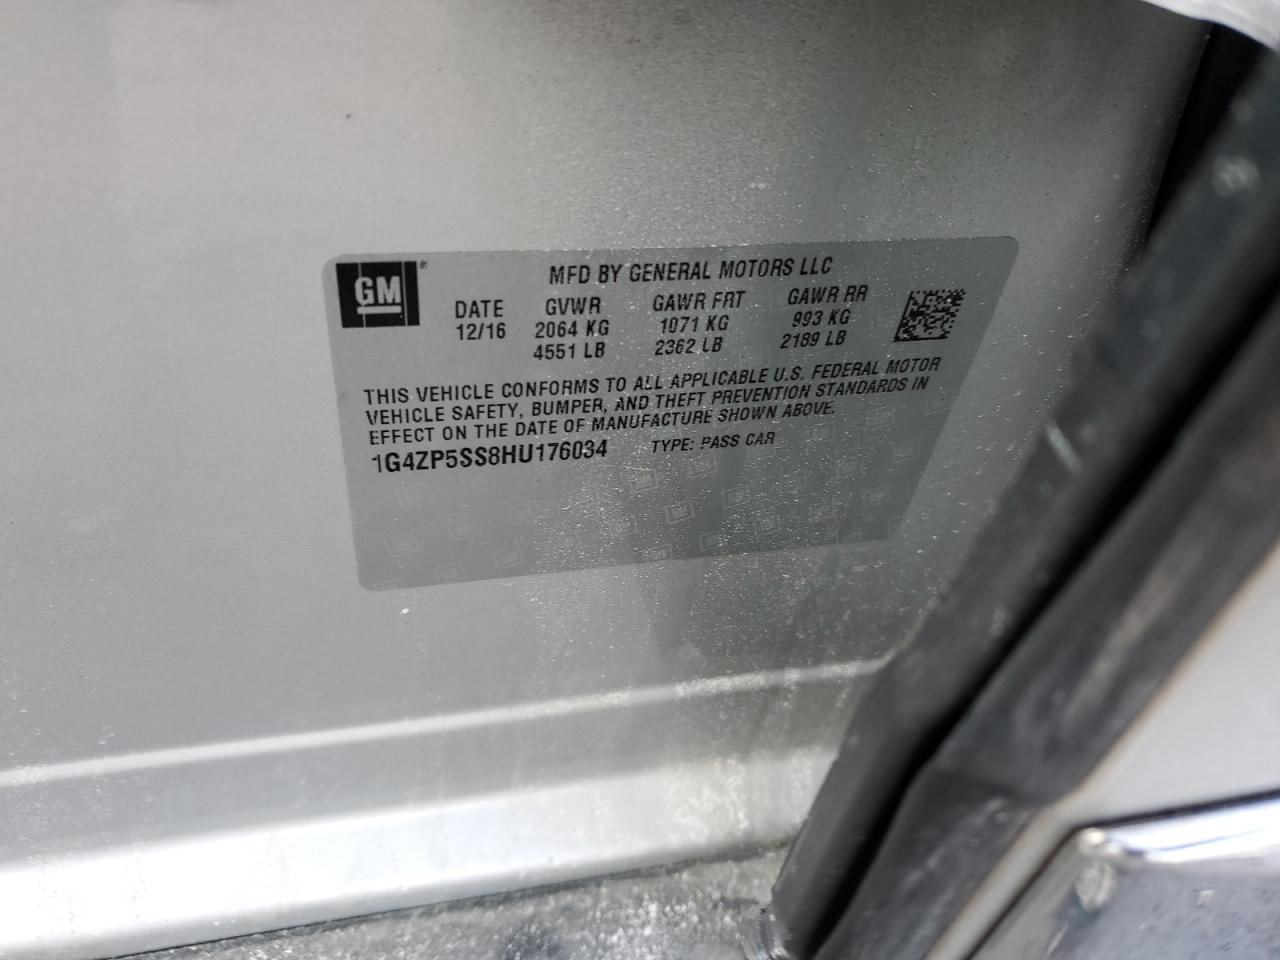 GM ®
MFD BY GENERAL MOTORS LLC
DATE GVWR GAWR FRT GAWR RR
12/16 2064 KG 1071 KG 993 KG
4551 LB 2362 LB 2189 LB
THIS VEHICLE CONFORMS TO ALL APPLICABLE U.S. FEDERAL MOTOR
VEHICLE SAFETY, BUMPER, AND THEFT PREVENTION STANDARDS IN
EFFECT ON THE DATE OF MANUFACTURE SHOWN ABOVE.
1G4ZP5SS8HU176034 TYPE: PASS CAR